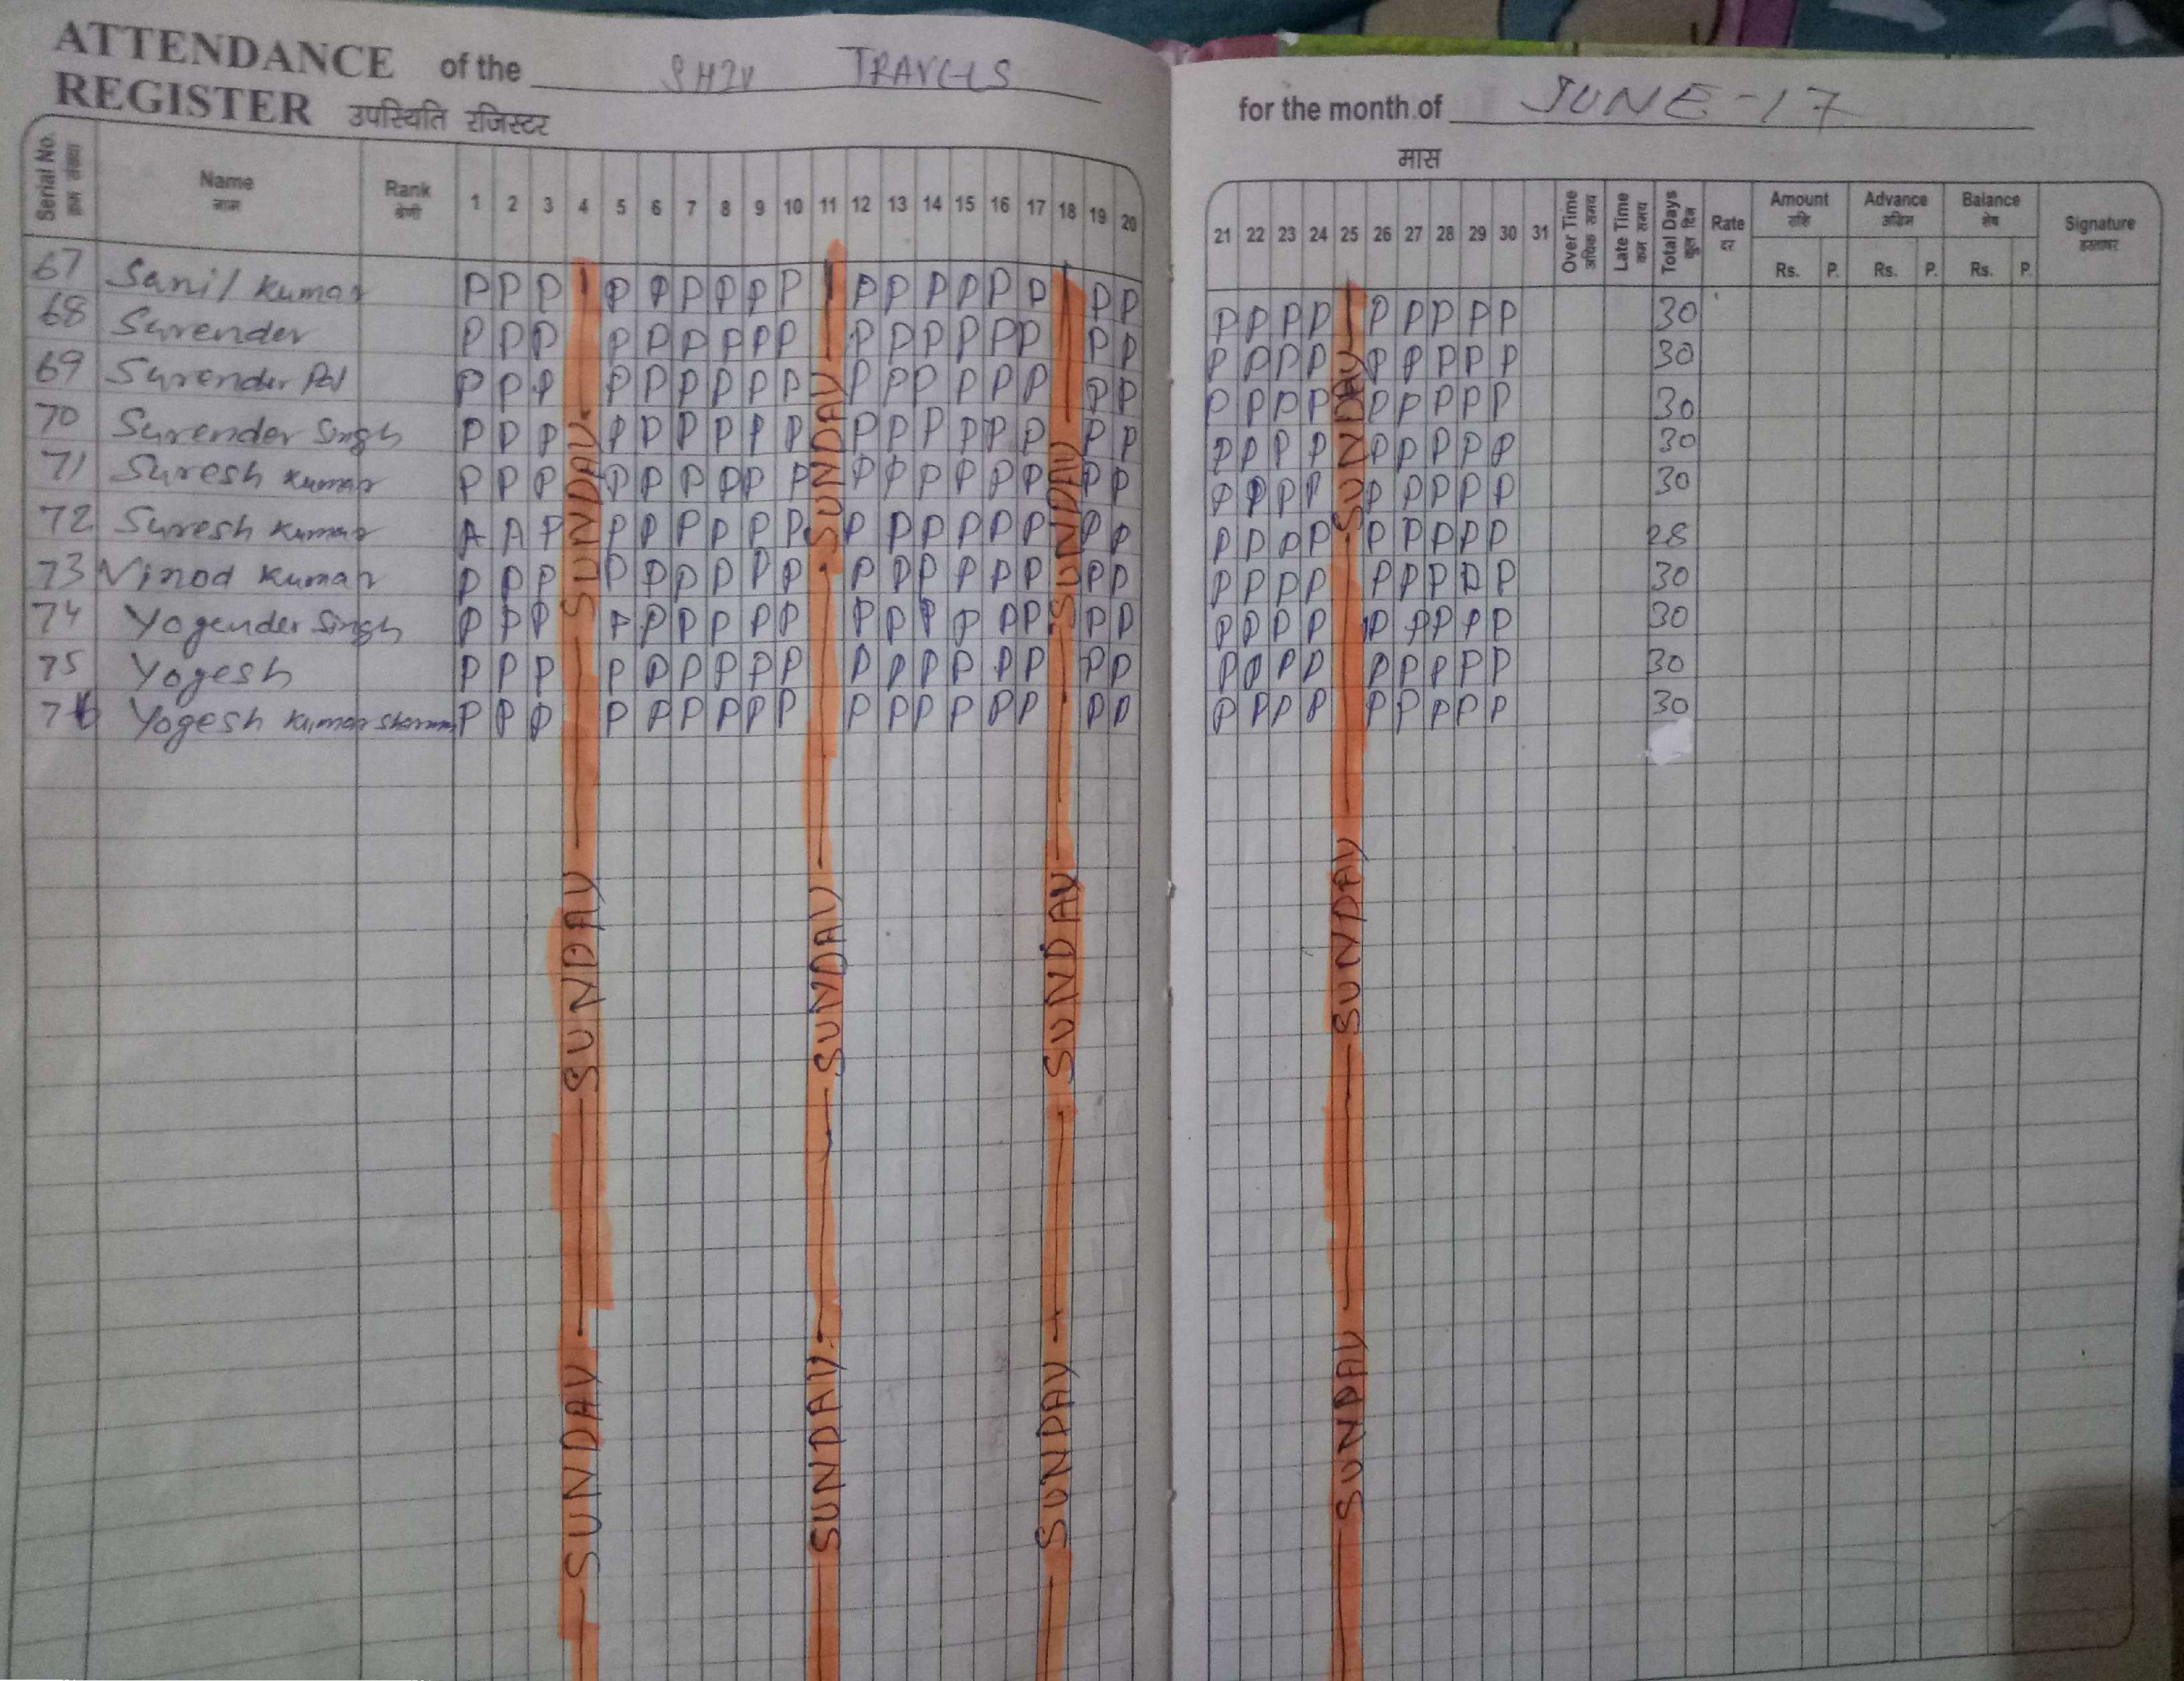 ATTENDANCE of the SHIV TRAVELS
REGISTER उपस्थिति रजिस्टर
for the month of JUNE-17
मास
Serial No. क्रम संख्या Name नाम Rank श्रेणी 1 2 3 4 5 6 7 8 9 10 11 12 13 14 15 16 17 18 19 20 21 22 23 24 25 26 27 28 29 30 31 Over Time अधिक समय Late Time कम समय Total Days कुल दिन Rate दर Amount राशि Advance अग्रिम Balance शेष Signature हस्ताक्षर
Rs. P. Rs. P. Rs. P.
67 Sanil Kumar P P P P P P P P P P P P P P P P P P P P P P P P P P P 30
68 Surender P P P P P P P P P P P P P P P P P P P P P P P P P P P 30
69 Surender Pal P P P P P P P P P P P P P P P P P P P P P P P P P P P 30
70 Surender Singh P P P P P P P P P P P P P P P P P P P P P P P P P P P 30
71 Suresh Kumar P P P P P P P P P P P P P P P P P P P P P P P P P P P 30
72 Suresh Kumar A A P P P P P P P P P P P P P P P P P P P P P P P P P 28
73 Vinod Kumar P P P P P P P P P P P P P P P P P P P P P P P P P P P 30
74 Yogender Singh P P P P P P P P P P P P P P P P P P P P P P P P P P P 30
75 Yogesh P P P P P P P P P P P P P P P P P P P P P P P P P P P 30
76 Yogesh Kumar Sharma P P P P P P P P P P P P P P P P P P P P P P P P P P P 30
SUNDAY SUNDAY SUNDAY
SUNDAY SUNDAY SUNDAY
SUNDAY SUNDAY SUNDAY
SUNDAY SUNDAY SUNDAY